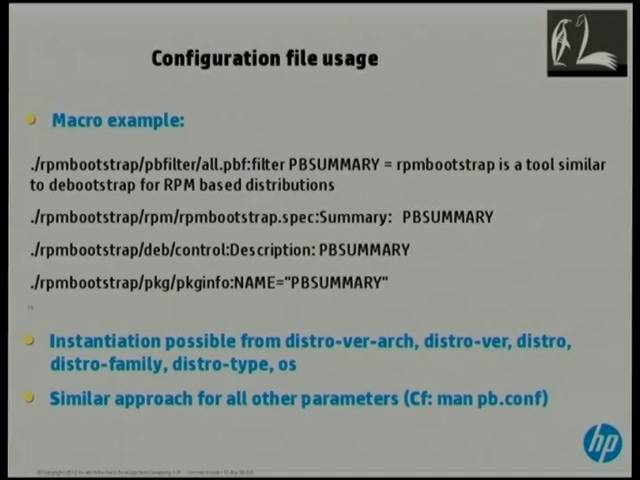 Configuration file usage
Macro example:
./rpmbootstrap/pbfilter/all.pbf:filter PBSUMMARY = rpmbootstrap is a tool similar
to debootstrap for RPM based distributions
./rpmbootstrap/rpm/rpmbootstrap.spec:Summary: PBSUMMARY
./rpmbootstrap/deb/control:Description: PBSUMMARY
./rpmbootstrap/pkg/pkginfo:NAME="PBSUMMARY"
Instantiation possible from distro-ver-arch, distro-ver, distro,
distro-family, distro-type, os
Similar approach for all other parameters (Cf: man pb.conf)
hp